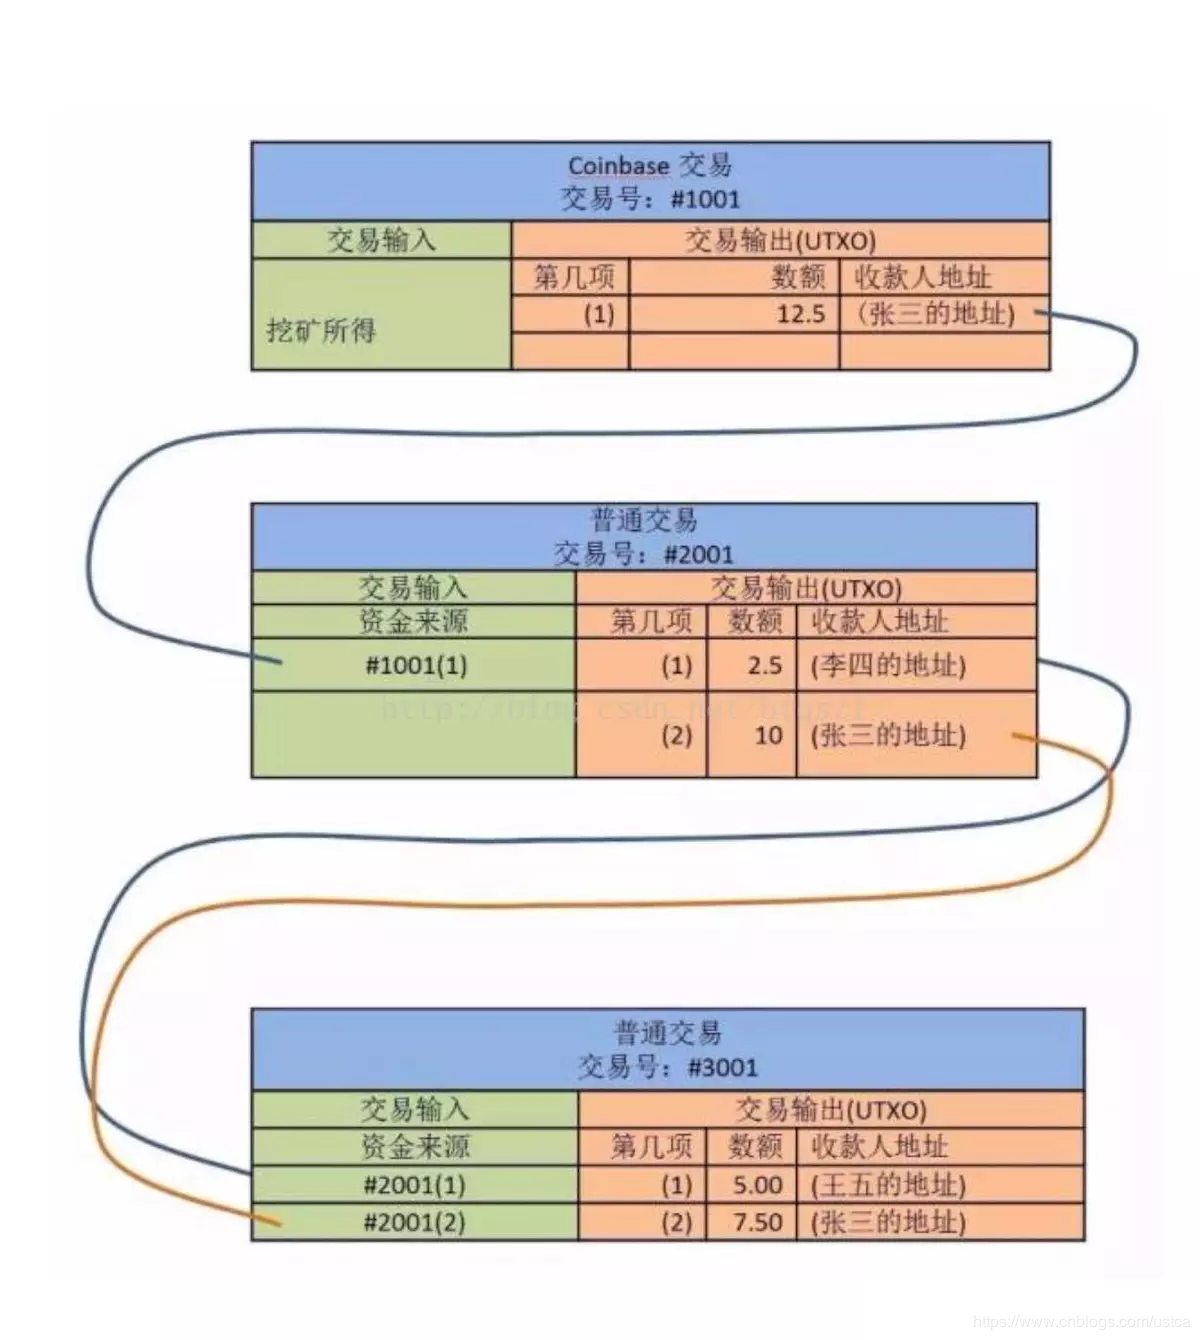 Coinbase 交易
交易号：#1001
交易输入 交易输出(UTXO)
第几项 数额 收款人地址
挖矿所得 (1) 12.5 (张三的地址)
普通交易
交易号：#2001
交易输入 交易输出(UTXO)
资金来源 第几项 数额 收款人地址
#1001(1) (1) 2.5 (李四的地址)
(2) 10 (张三的地址)
普通交易
交易号：#3001
交易输入 交易输出(UTXO)
资金来源 第几项 数额 收款人地址
#2001(1) (1) 5.00 (王五的地址)
#2001(2) (2) 7.50 (张三的地址)
https://www.cnblogs.com/ustca